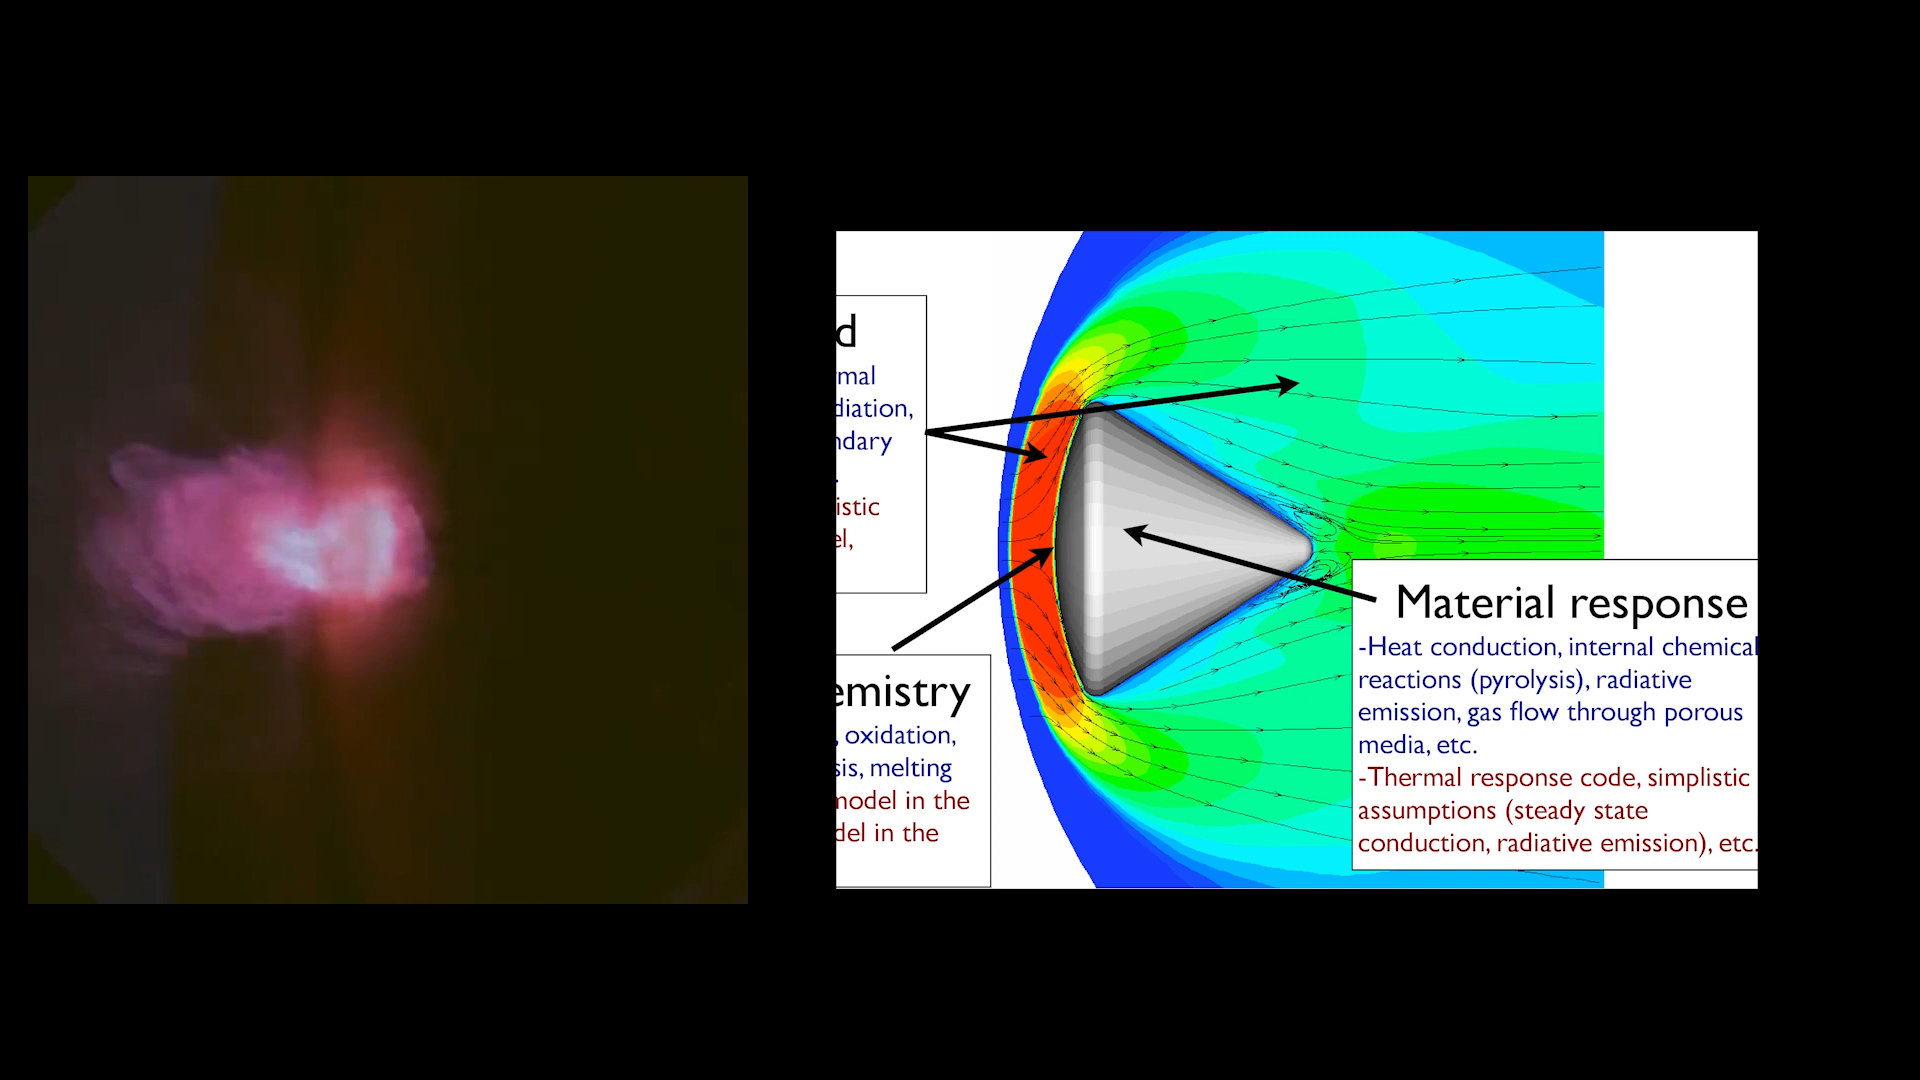 d
rmal
diation,
ndary
istic
el,
emistry
, oxidation,
sis, melting
model in the
del in the
Material response
-Heat conduction, internal chemical
reactions (pyrolysis), radiative
emission, gas flow through porous
media, etc.
-Thermal response code, simplistic
assumptions (steady state
conduction, radiative emission), etc.